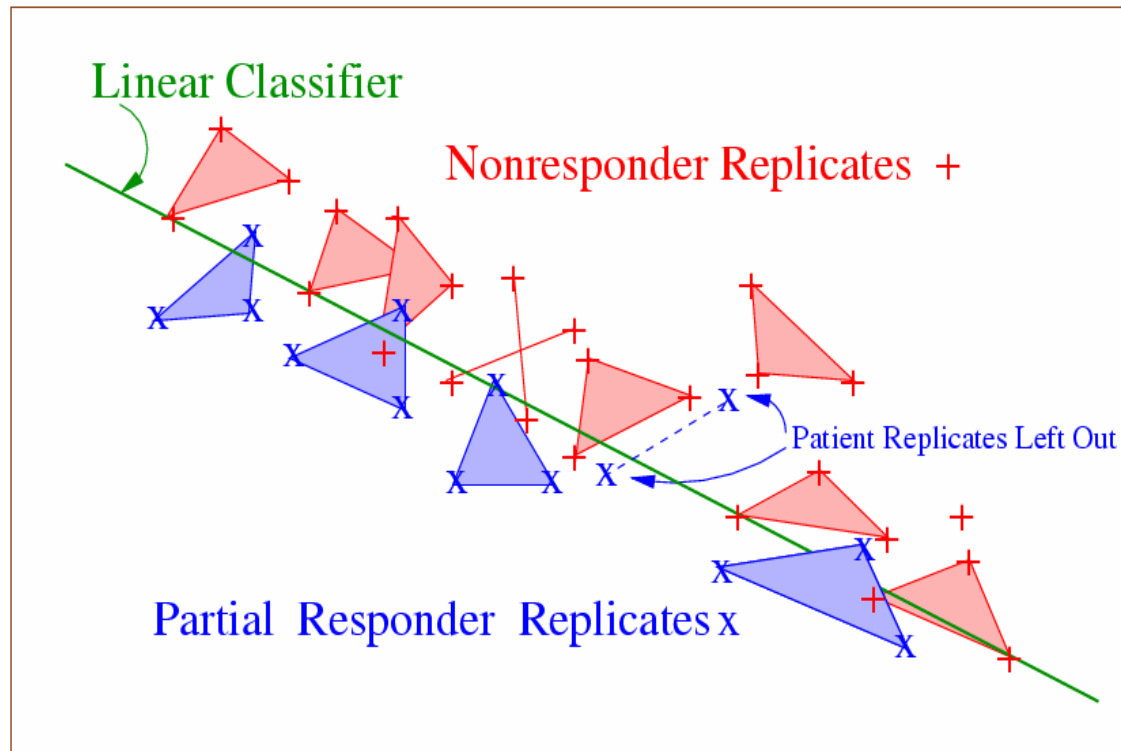 Linear Classifier
Nonresponder Replicates +
Patient Replicates Left Out
Partial Responder Replicates x